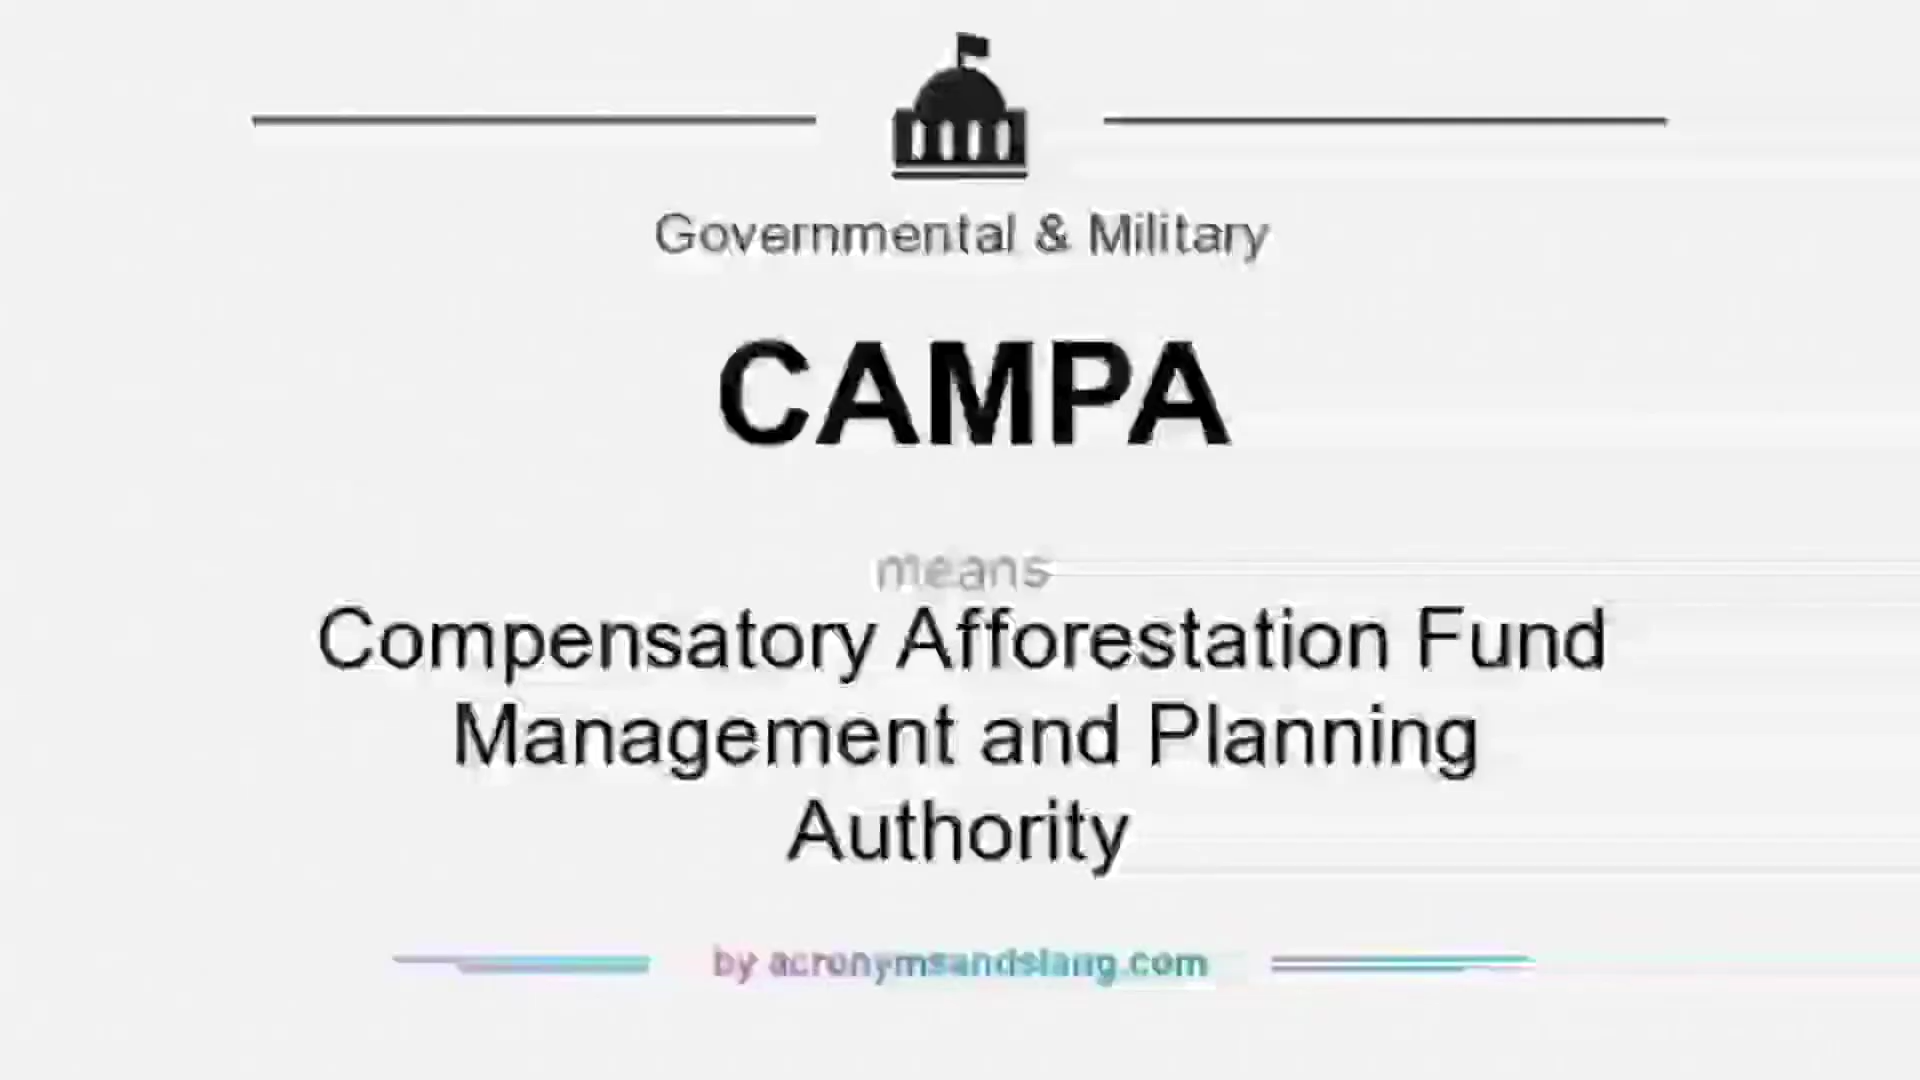 Governmental & Military
CAMPA
means
Compensatory Afforestation Fund
Management and Planning
Authority
by acronymsandslang.com